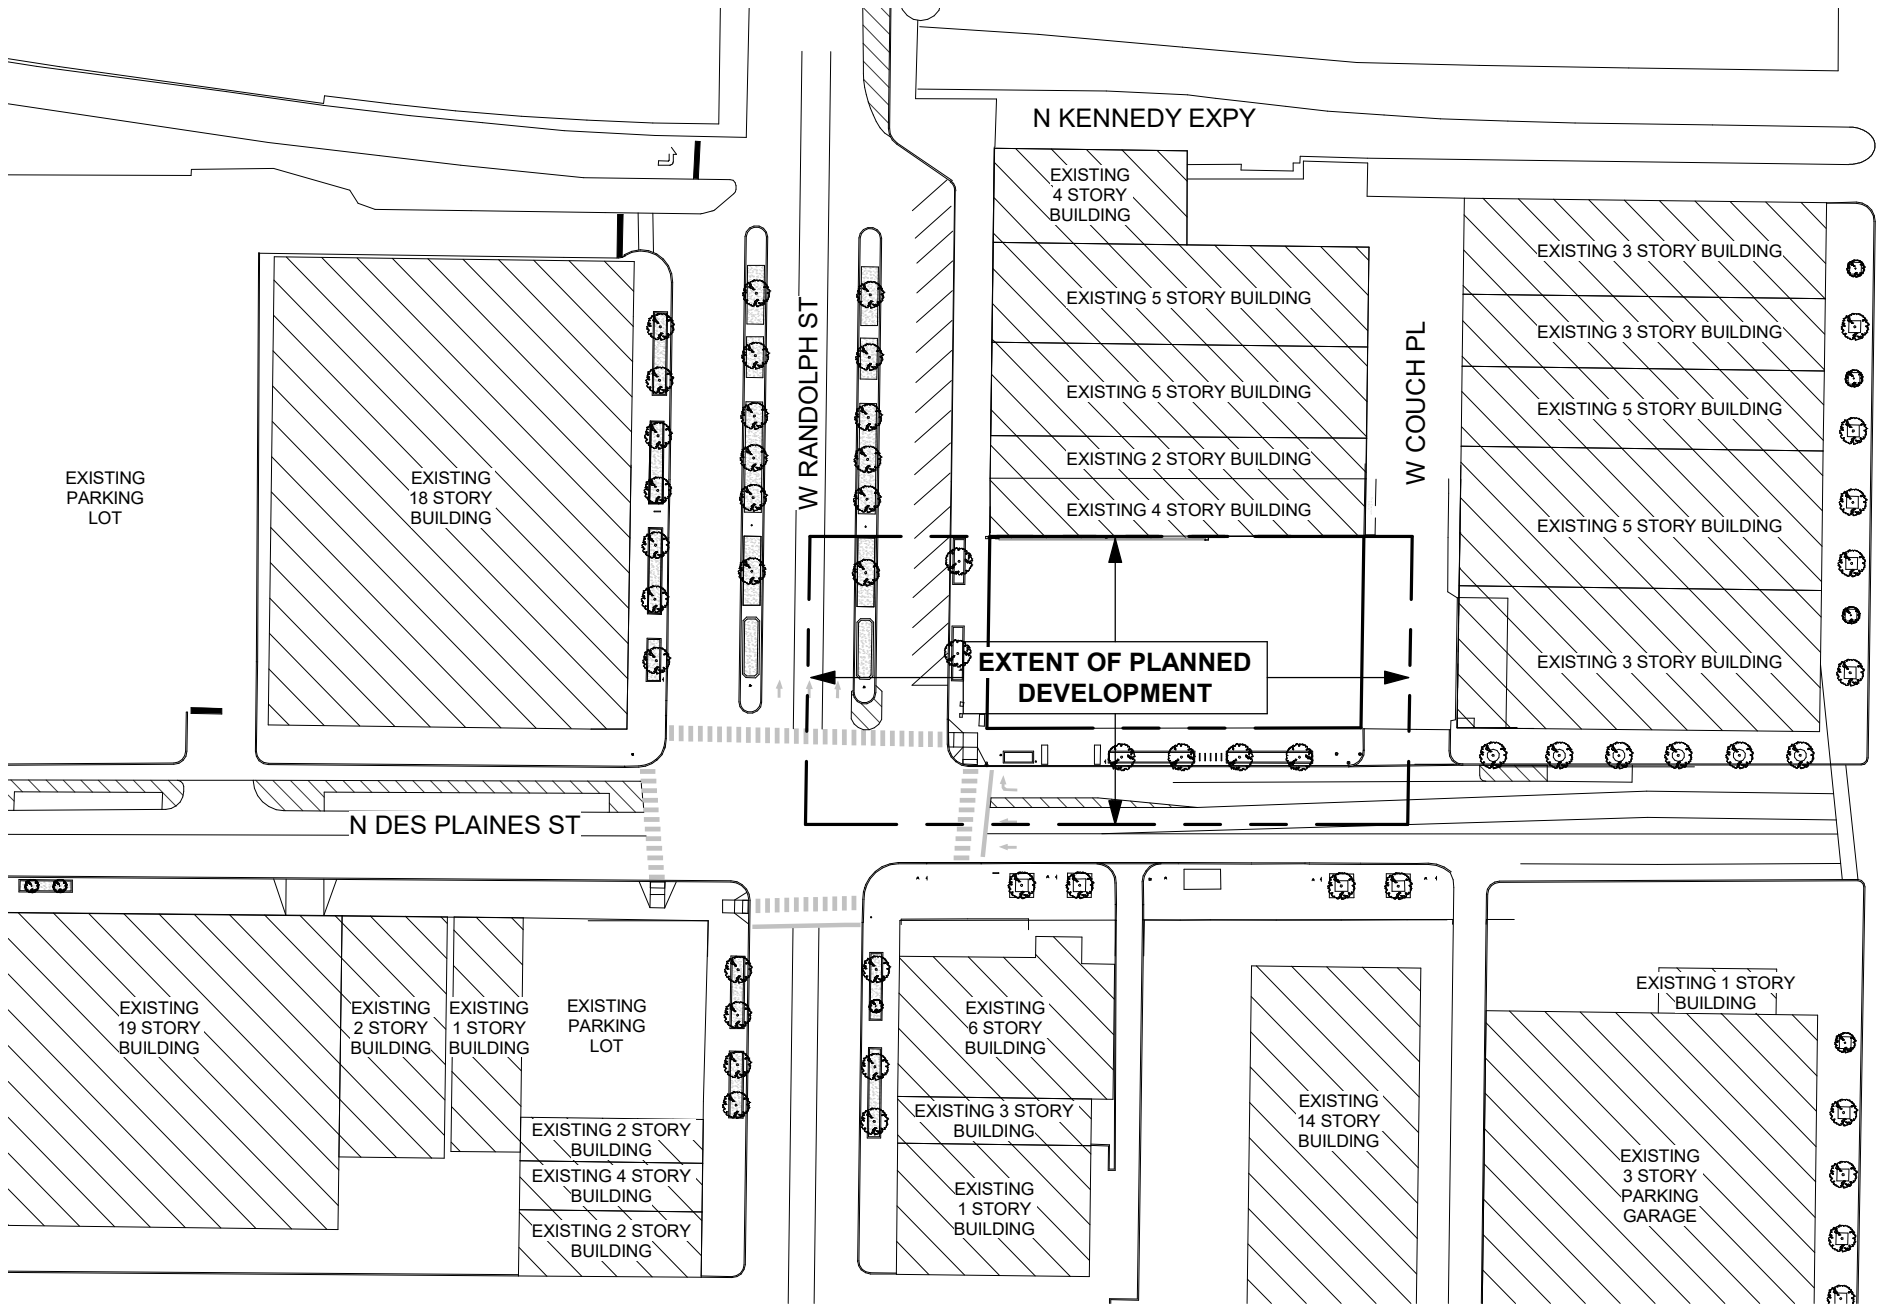 N KENNEDY EXPY
EXISTING
4 STORY
BUILDING
EXISTING 5 STORY BUILDING
EXISTING 5 STORY BUILDING
EXISTING 2 STORY BUILDING
EXISTING 4 STORY BUILDING
EXISTING 3 STORY BUILDING
EXISTING 3 STORY BUILDING
EXISTING 5 STORY BUILDING
EXISTING 5 STORY BUILDING
EXISTING 3 STORY BUILDING
W RANDOLPH ST
W COUCH PL
EXISTING
PARKING
LOT
EXISTING
18 STORY
BUILDING
EXTENT OF PLANNED
DEVELOPMENT
N DES PLAINES ST
EXISTING
19 STORY
BUILDING
EXISTING
2 STORY
BUILDING
EXISTING
1 STORY
BUILDING
EXISTING
PARKING
LOT
EXISTING 2 STORY
BUILDING
EXISTING 4 STORY
BUILDING
EXISTING 2 STORY
BUILDING
EXISTING
6 STORY
BUILDING
EXISTING 3 STORY
BUILDING
EXISTING
1 STORY
BUILDING
EXISTING
14 STORY
BUILDING
EXISTING 1 STORY
BUILDING
EXISTING
3 STORY
PARKING
GARAGE